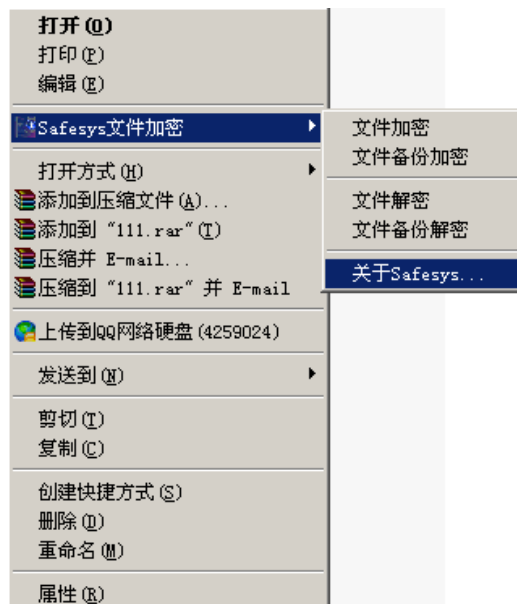 打开(O)
打印(P)
编辑(E)
Safesys文件加密
打开方式(H)
添加到压缩文件(A)...
添加到 "111.rar"(T)
压缩并 E-mail...
压缩到 "111.rar" 并 E-mail
上传到QQ网络硬盘(4259024)
发送到(N)
剪切(T)
复制(C)
创建快捷方式(S)
删除(D)
重命名(M)
属性(R)
文件加密
文件备份加密
文件解密
文件备份解密
关于Safesys...